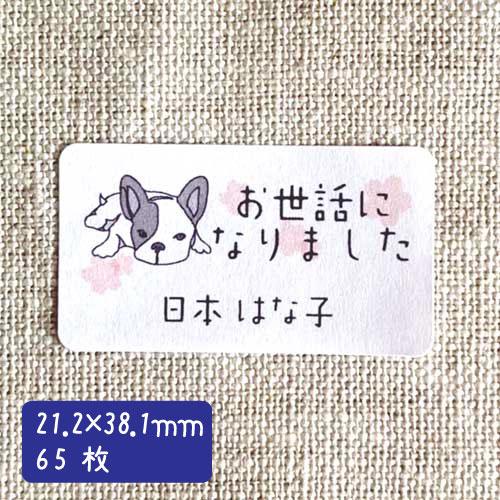 お世話に
なりました
日本 はな子
21.2×38.1mm
65 枚